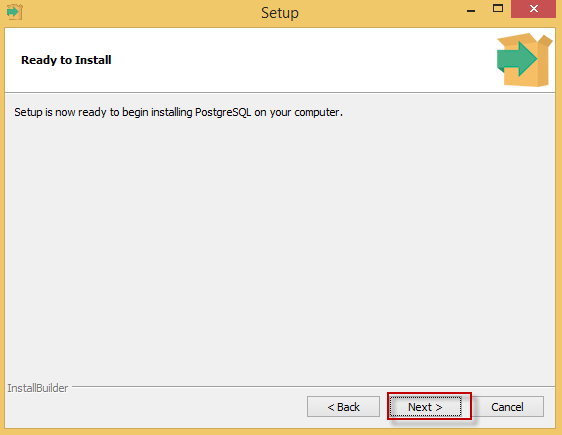 Setup
Ready to Install
Setup is now ready to begin installing PostgreSQL on your computer.
InstallBuilder
< Back
Next >
Cancel